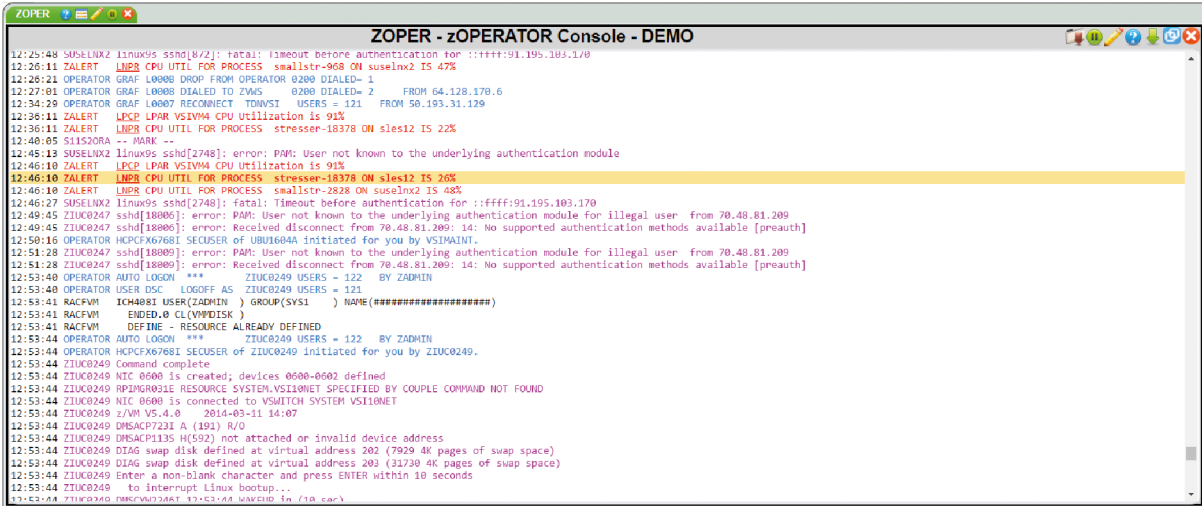 ZOPER
ZOPER - zOPERATOR Console - DEMO
12:25:48 SUSELNX2 linux9s sshd[872]: fatal: Timeout before authentication for ::ffff:91.195.103.170
12:26:11 ZALERT LNPR CPU UTIL FOR PROCESS smallstr-968 ON suselnx2 IS 47%
12:26:21 OPERATOR GRAF L000B DROP FROM OPERATOR 0200 DIALED= 1
12:27:01 OPERATOR GRAF L0008 DIALED TO ZVWS 0200 DIALED= 2 FROM 64.128.170.6
12:34:29 OPERATOR GRAF L0007 RECONNECT TDNVSI USERS = 121 FROM 50.193.31.129
12:36:11 ZALERT LPCP LPAR VSIVM4 CPU Utilization is 91%
12:36:11 ZALERT LNPR CPU UTIL FOR PROCESS stresser-18378 ON sles12 IS 22%
12:40:05 S11S2ORA -- MARK --
12:45:13 SUSELNX2 linux9s sshd[2748]: error: PAM: User not known to the underlying authentication module
12:46:10 ZALERT LPCP LPAR VSIVM4 CPU Utilization is 91%
12:46:10 ZALERT LNPR CPU UTIL FOR PROCESS stresser-18378 ON sles12 IS 26%
12:46:10 ZALERT LNPR CPU UTIL FOR PROCESS smallstr-2828 ON suselnx2 IS 48%
12:46:27 SUSELNX2 linux9s sshd[2748]: fatal: Timeout before authentication for ::ffff:91.195.103.170
12:49:45 ZIUC0247 sshd[18006]: error: PAM: User not known to the underlying authentication module for illegal user from 70.48.81.209
12:49:45 ZIUC0247 sshd[18006]: error: Received disconnect from 70.48.81.209: 14: No supported authentication methods available [preauth]
12:50:16 OPERATOR HCPCFX6768I SECUSER of UBU1604A initiated for you by VSIMAINT.
12:51:28 ZIUC0247 sshd[18009]: error: PAM: User not known to the underlying authentication module for illegal user from 70.48.81.209
12:51:28 ZIUC0247 sshd[18009]: error: Received disconnect from 70.48.81.209: 14: No supported authentication methods available [preauth]
12:53:40 OPERATOR AUTO LOGON *** ZIUC0249 USERS = 122 BY ZADMIN
12:53:40 OPERATOR USER DSC LOGOFF AS ZIUC0249 USERS = 121
12:53:41 RACFVM ICH408I USER(ZADMIN ) GROUP(SYS1 ) NAME(####################)
12:53:41 RACFVM ENDED.0 CL(VMMDISK )
12:53:41 RACFVM DEFINE - RESOURCE ALREADY DEFINED
12:53:44 OPERATOR AUTO LOGON *** ZIUC0249 USERS = 122 BY ZADMIN
12:53:44 OPERATOR HCPCFX6768I SECUSER of ZIUC0249 initiated for you by ZIUC0249.
12:53:44 ZIUC0249 Command complete
12:53:44 ZIUC0249 NIC 0600 is created; devices 0600-0602 defined
12:53:44 ZIUC0249 RPIMGR031E RESOURCE SYSTEM.VSI10NET SPECIFIED BY COUPLE COMMAND NOT FOUND
12:53:44 ZIUC0249 NIC 0600 is connected to VSWITCH SYSTEM VSI10NET
12:53:44 ZIUC0249 z/VM V5.4.0 2014-03-11 14:07
12:53:44 ZIUC0249 DMSACP723I A (191) R/O
12:53:44 ZIUC0249 DMSACP113S H(592) not attached or invalid device address
12:53:44 ZIUC0249 DIAG swap disk defined at virtual address 202 (7929 4K pages of swap space)
12:53:44 ZIUC0249 DIAG swap disk defined at virtual address 203 (31730 4K pages of swap space)
12:53:44 ZIUC0249 Enter a non-blank character and press ENTER within 10 seconds
12:53:44 ZIUC0249 to interrupt Linux bootup...
12:53:44 ZIUC0249 DMSCYW2246I 12:53:44 WAKEUP in (10 sec)